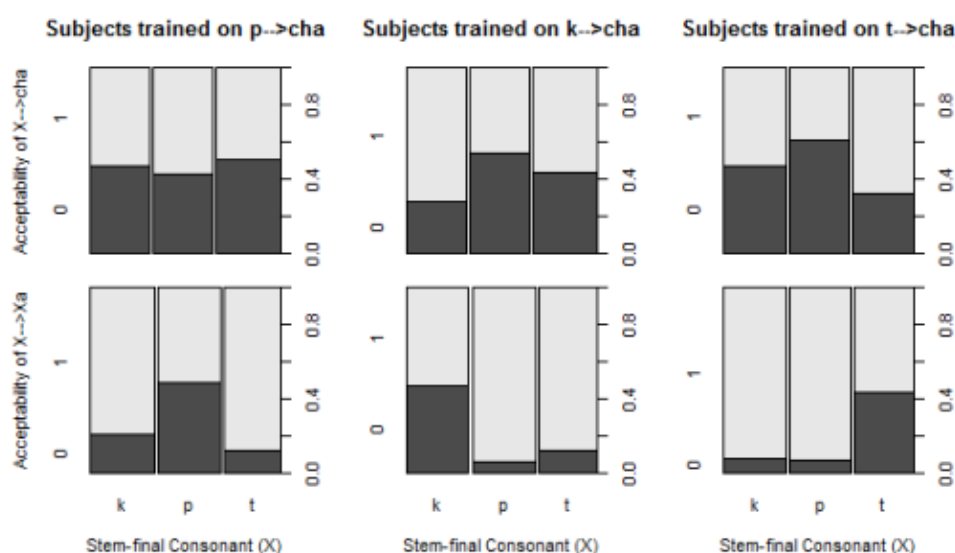 Subjects trained on p-->cha
Subjects trained on k-->cha
Subjects trained on t-->cha
Acceptability of X-->cha
0 1
0.0 0.4 0.8
0 1
0.0 0.4 0.8
0 1
0.0 0.4 0.8
Acceptability of X-->Xa
0 1
0.0 0.4 0.8
0 1
0.0 0.4 0.8
0 1
0.0 0.4 0.8
k p t
k p t
k p t
Stem-final Consonant (X)
Stem-final Consonant (X)
Stem-final Consonant (X)